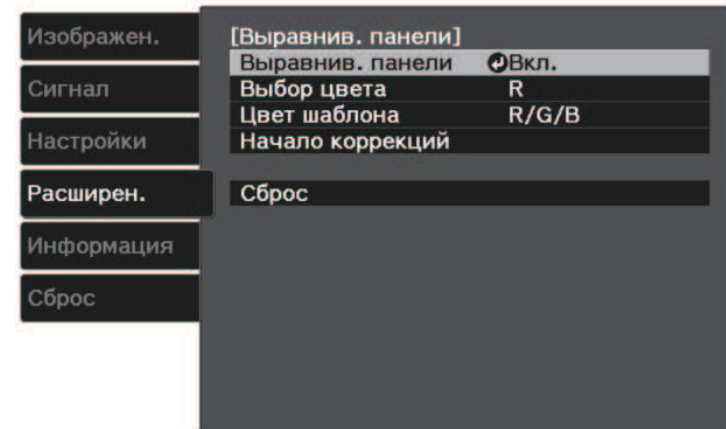 Изображен.
Сигнал
Настройки
Расширен.
Информация
Сброс
[Выравнив. панели]
Выравнив. панели Вкл.
Выбор цвета R
Цвет шаблона R/G/B
Начало коррекций
Сброс